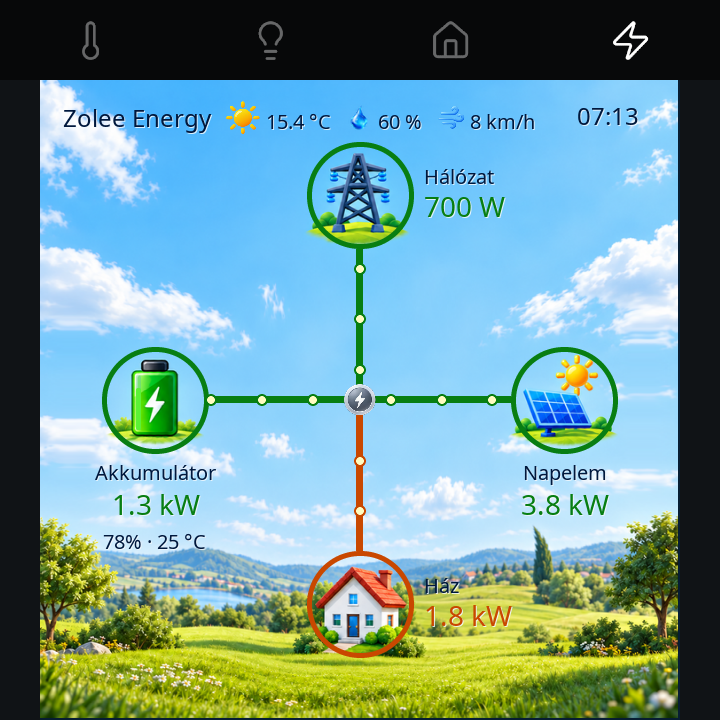 Zolee Energy 15.4 °C 60 % 8 km/h 07:13
Hálózat
700 W
Akkumulátor
1.3 kW
78% · 25 °C
Napelem
3.8 kW
Ház
1.8 kW